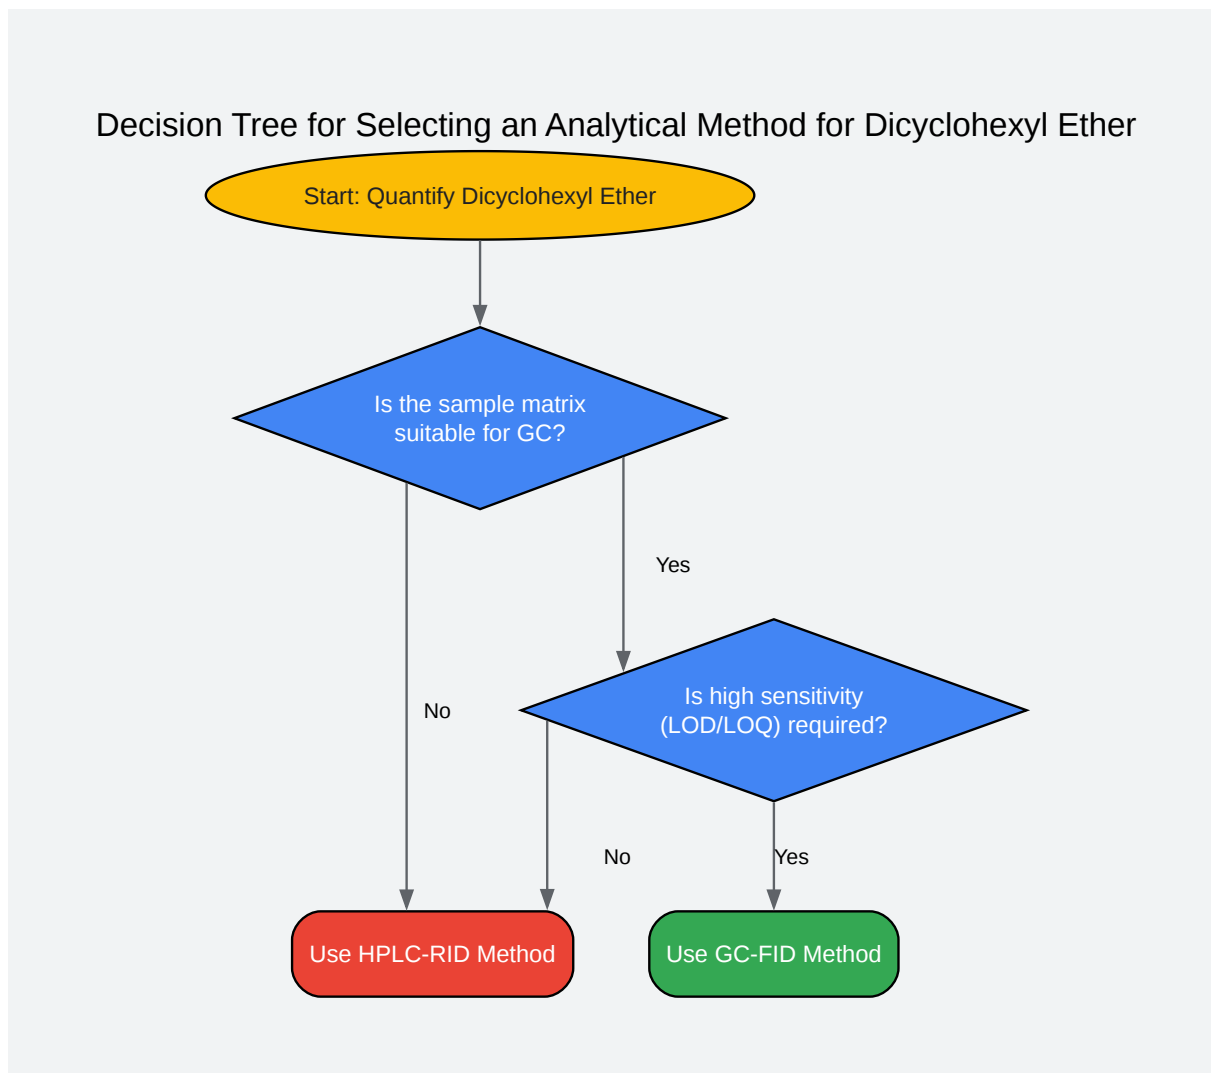 Decision Tree for Selecting an Analytical Method for Dicyclohexyl Ether
Start: Quantify Dicyclohexyl Ether
Is the sample matrix
suitable for GC?
Yes
No
Is high sensitivity
(LOD/LOQ) required?
No
Yes
Use HPLC-RID Method
Use GC-FID Method